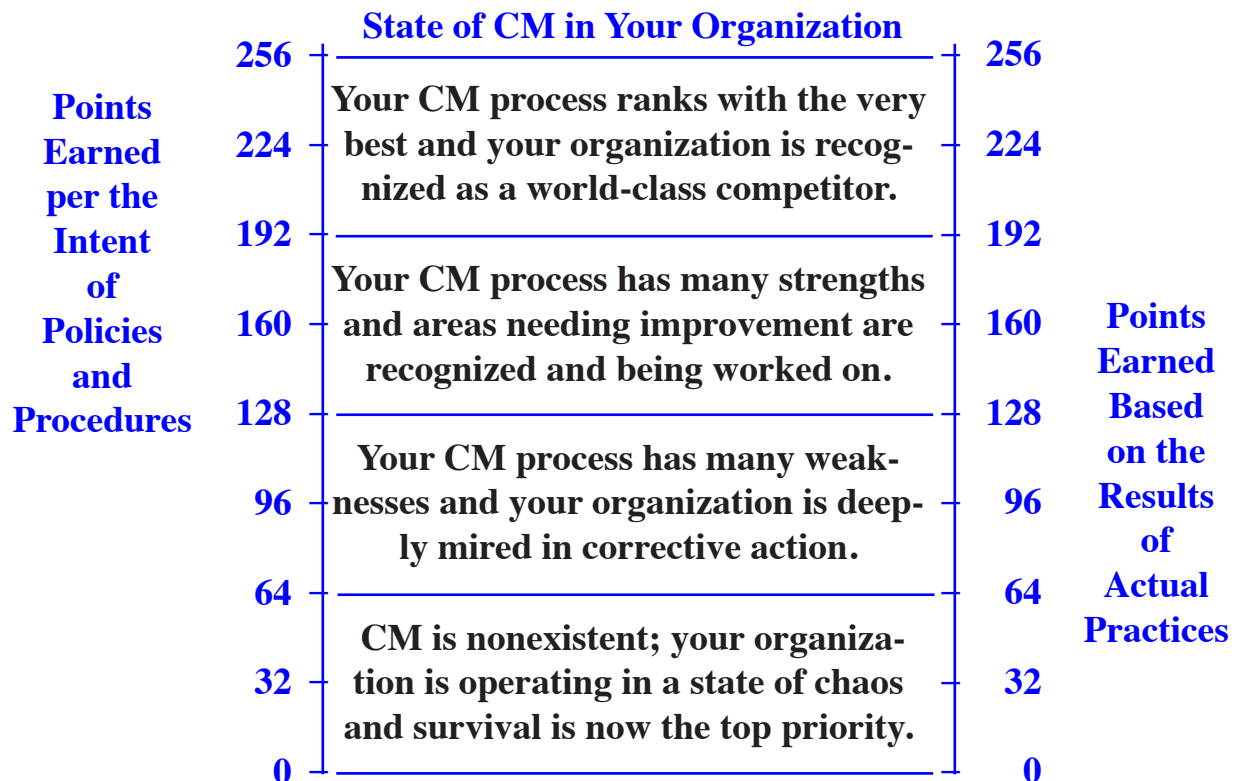 State of CM in Your Organization
Points
Earned
per the
Intent
of
Policies
and
Procedures
256
224
192
160
128
96
64
32
0
Your CM process ranks with the very
best and your organization is recog-
nized as a world-class competitor.
Your CM process has many strengths
and areas needing improvement are
recognized and being worked on.
Your CM process has many weak-
nesses and your organization is deep-
ly mired in corrective action.
CM is nonexistent; your organiza-
tion is operating in a state of chaos
and survival is now the top priority.
256
224
192
160
128
96
64
32
0
Points
Earned
Based
on the
Results
of
Actual
Practices